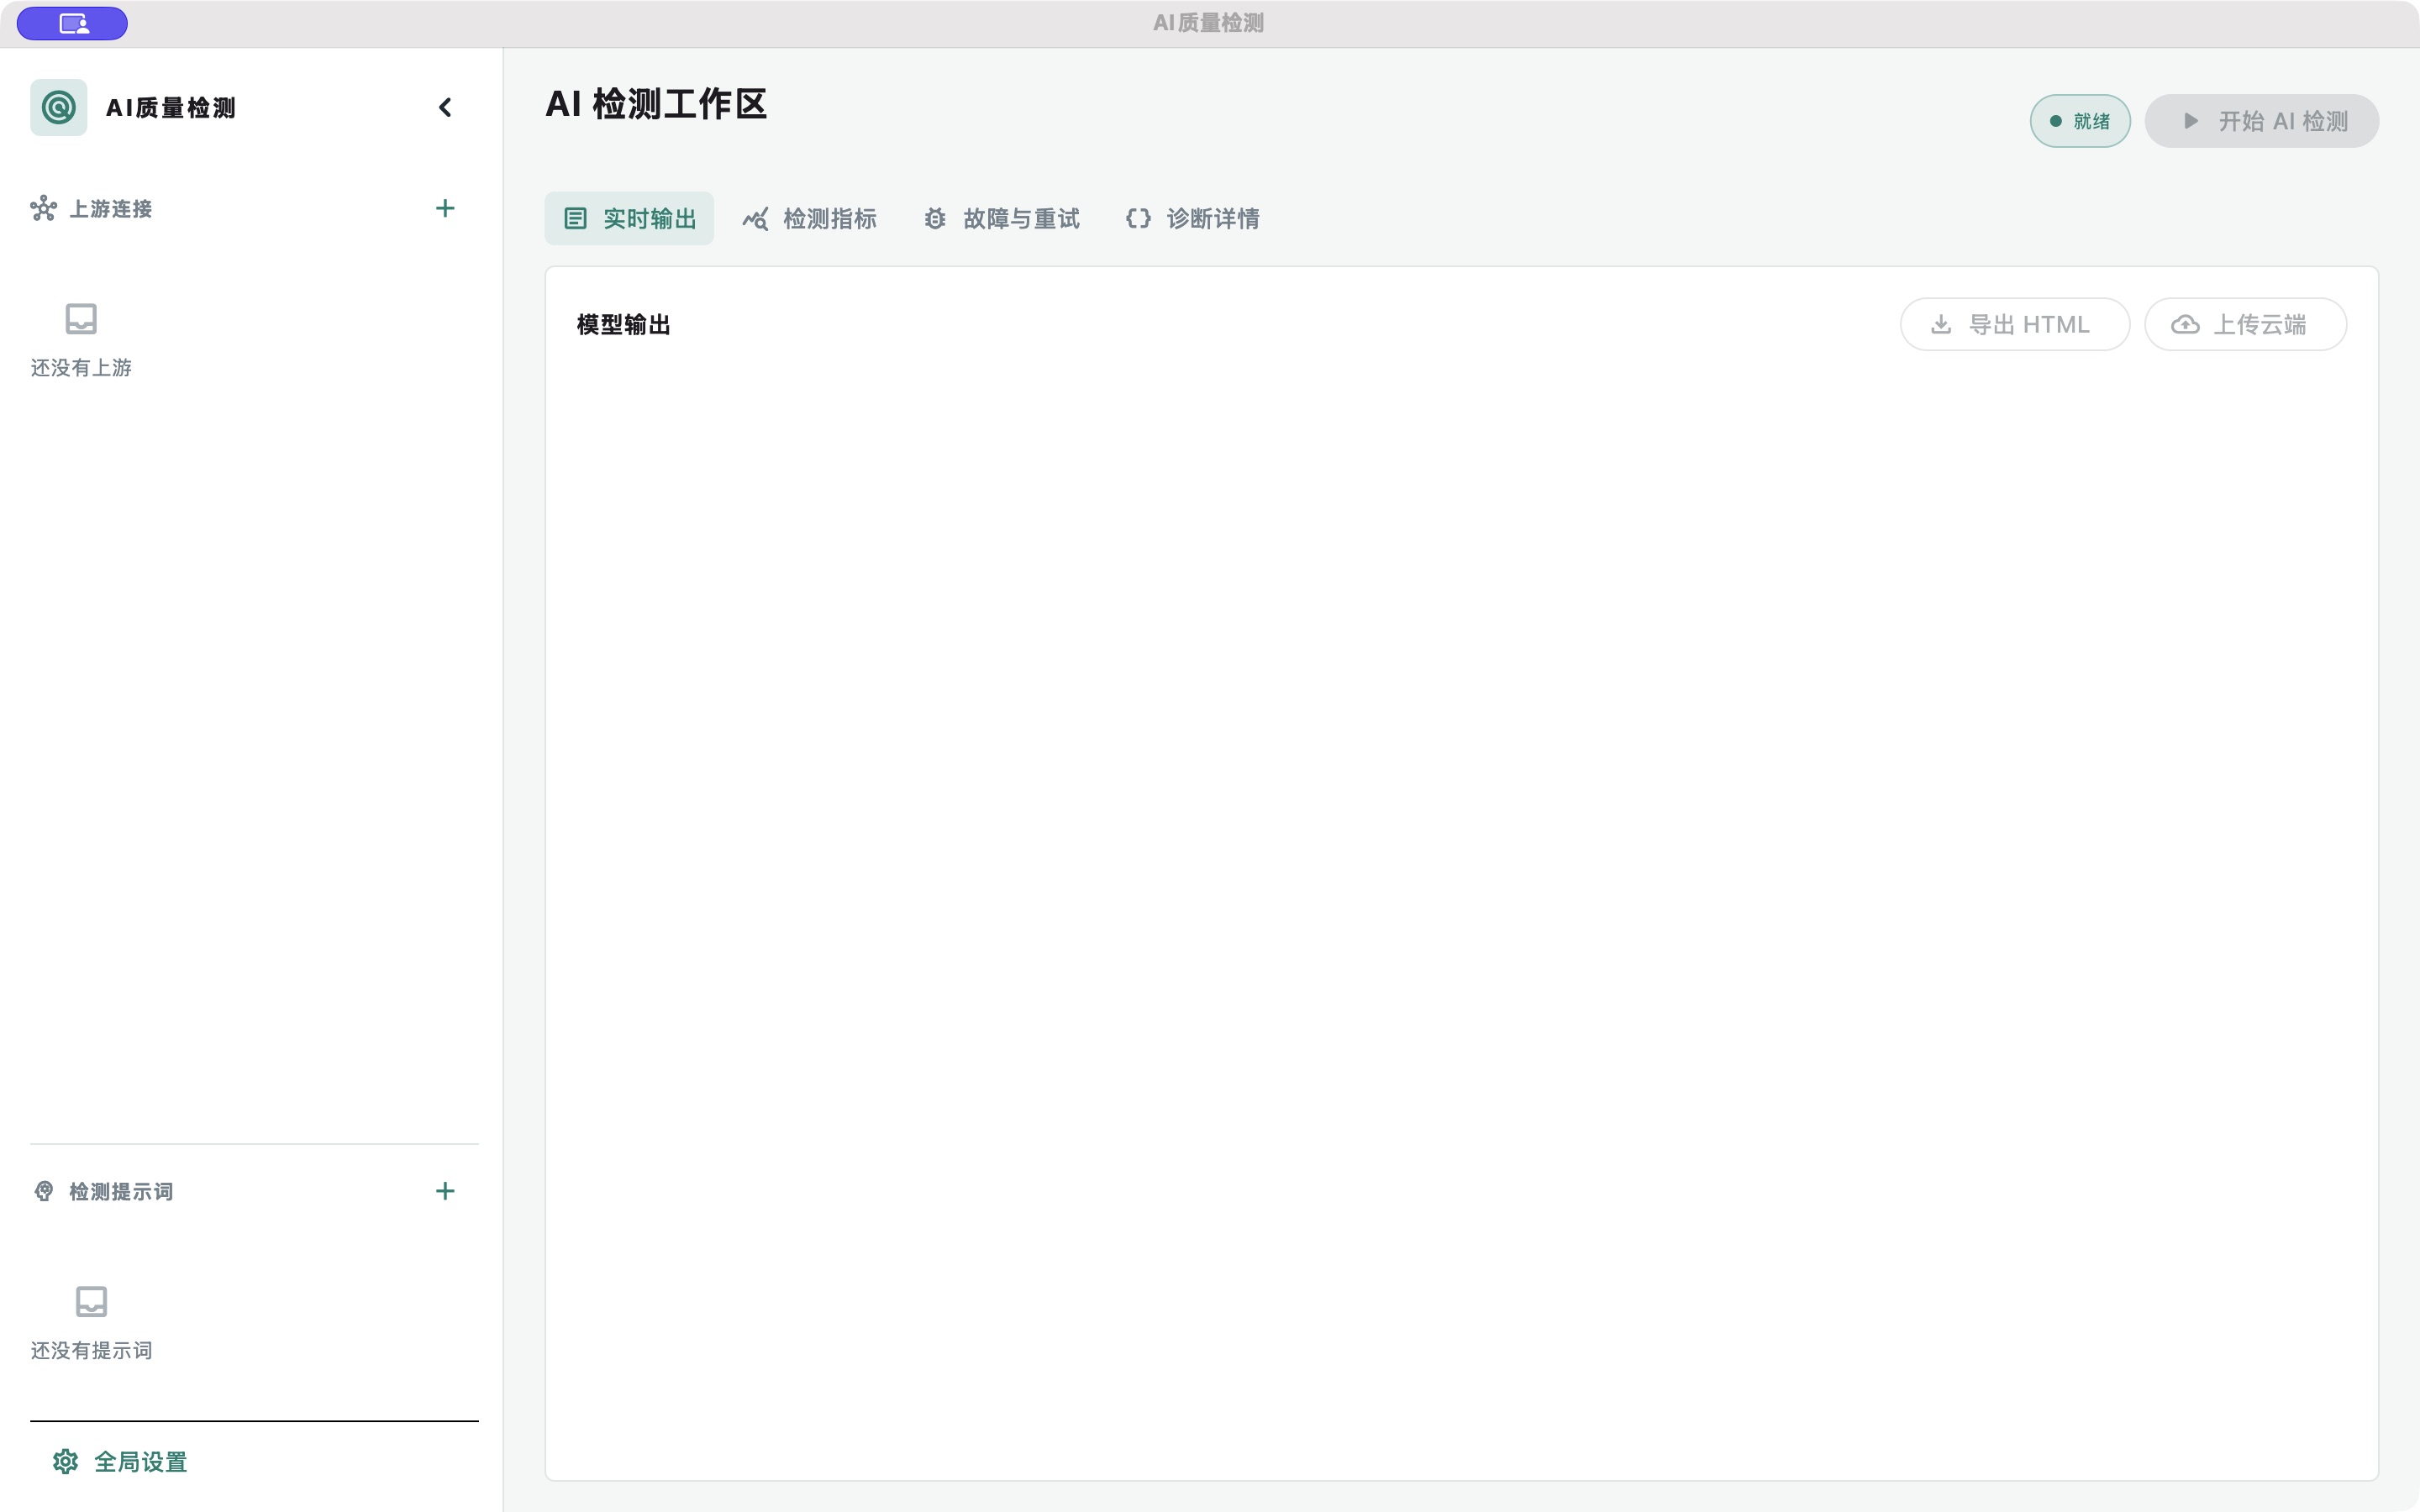 AI质量检测
AI质量检测
上游连接
还没有上游
检测提示词
还没有提示词
全局设置
AI 检测工作区
就绪
开始 AI 检测
实时输出
检测指标
故障与重试
诊断详情
模型输出
导出 HTML
上传云端